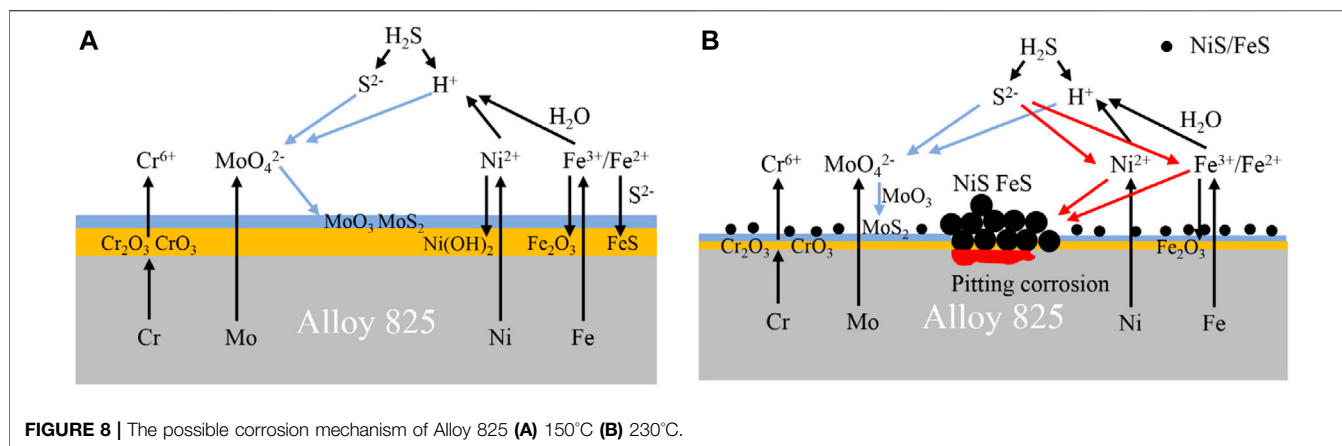 A
H₂S
S²⁻ H⁺
H₂O
Cr⁶⁺ MoO₄²⁻ Ni²⁺ Fe³⁺/Fe²⁺
S²⁻
MoO₃ MoS₂
Cr₂O₃ CrO₃ Ni(OH)₂ Fe₂O₃ FeS
Alloy 825
Cr Mo Ni Fe
B
NiS/FeS
H₂S
S²⁻ H⁺
H₂O
Cr⁶⁺ MoO₄²⁻ Ni²⁺ Fe³⁺/Fe²⁺
MoO₃ NiS FeS
MoS₂
Cr₂O₃ CrO₃ Fe₂O₃
Pitting corrosion
Alloy 825
Cr Mo Ni Fe
FIGURE 8 | The possible corrosion mechanism of Alloy 825 (A) 150°C (B) 230°C.